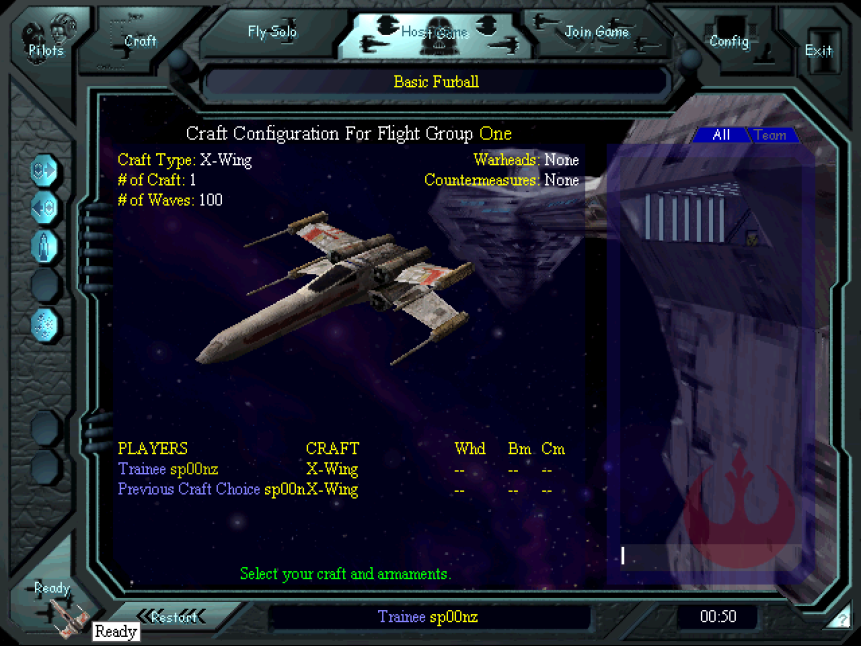 Pilots
Craft
Fly Solo
Host Game
Join Game
Config
Exit
Basic Furball
Craft Configuration For Flight Group One
All Team
Craft Type: X-Wing Warheads: None
# of Craft: 1 Countermeasures: None
# of Waves: 100
PLAYERS CRAFT Whd Bm Cm
Trainee sp00nz X-Wing -- -- --
Previous Craft Choice sp00nX-Wing -- -- --
Select your craft and armaments.
Ready
Restart
Trainee sp00nz
00:50
?
Ready